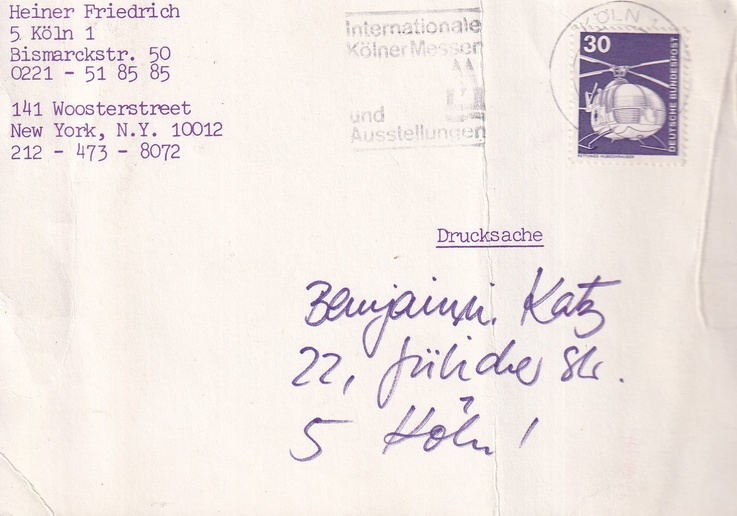 Heiner Friedrich
5 Köln 1
Bismarckstr. 50
0221 - 51 85 85
141 Woosterstreet
New York, N.Y. 10012
212 - 473 - 8072
Internationale
Kölner Messen
und
Ausstellungen
KÖLN 1
30
DEUTSCHE BUNDESPOST
Drucksache
Benjamin Katz
22, Jülicher Str.
5 Köln 1